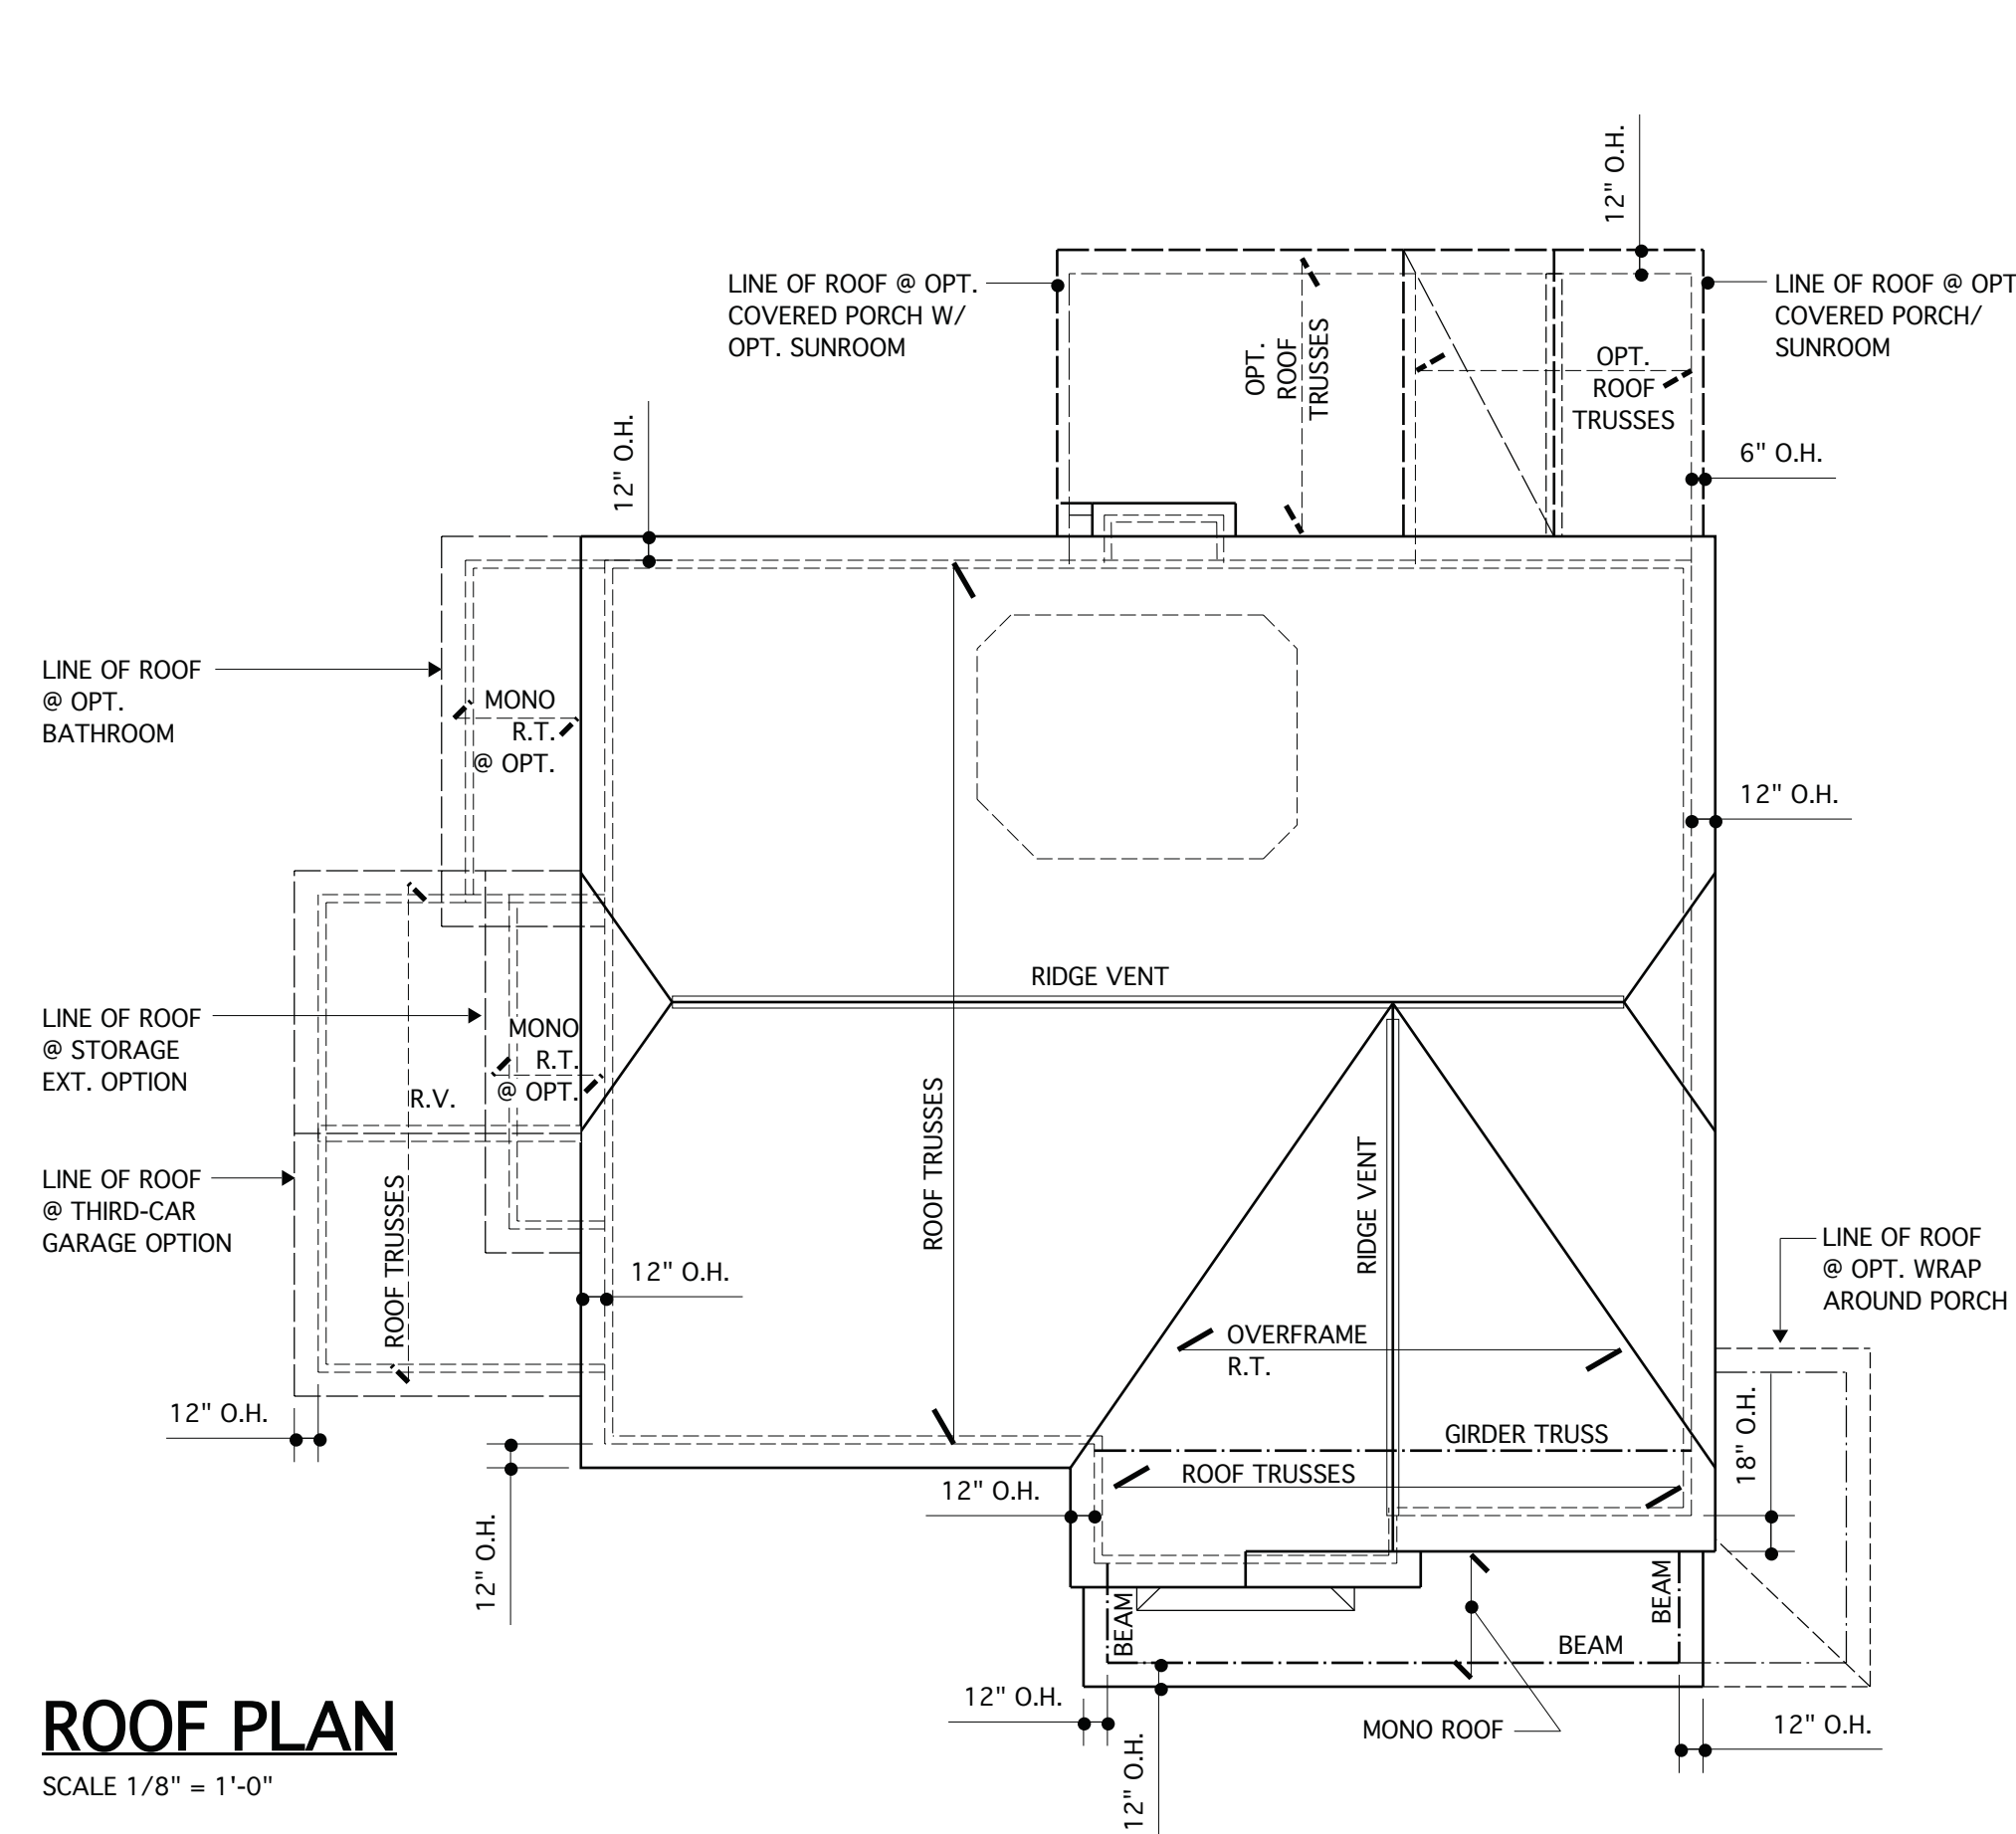 12" O.H.
LINE OF ROOF @ OPT.
COVERED PORCH W/
OPT. SUNROOM
LINE OF ROOF @ OPT
COVERED PORCH/
SUNROOM
OPT.
ROOF
TRUSSES
OPT.
ROOF
TRUSSES
6" O.H.
12" O.H.
LINE OF ROOF
@ OPT.
BATHROOM
MONO
R.T.
@ OPT.
12" O.H.
RIDGE VENT
LINE OF ROOF
@ STORAGE
EXT. OPTION
MONO
R.T.
@ OPT.
R.V.
ROOF TRUSSES
RIDGE VENT
LINE OF ROOF
@ THIRD-CAR
GARAGE OPTION
ROOF TRUSSES
12" O.H.
LINE OF ROOF
@ OPT. WRAP
AROUND PORCH
OVERFRAME
R.T.
12" O.H.
GIRDER TRUSS
18" O.H.
ROOF TRUSSES
12" O.H.
12" O.H.
BEAM
BEAM
BEAM
12" O.H.
MONO ROOF
12" O.H.
12" O.H.
ROOF PLAN
SCALE 1/8" = 1'-0"